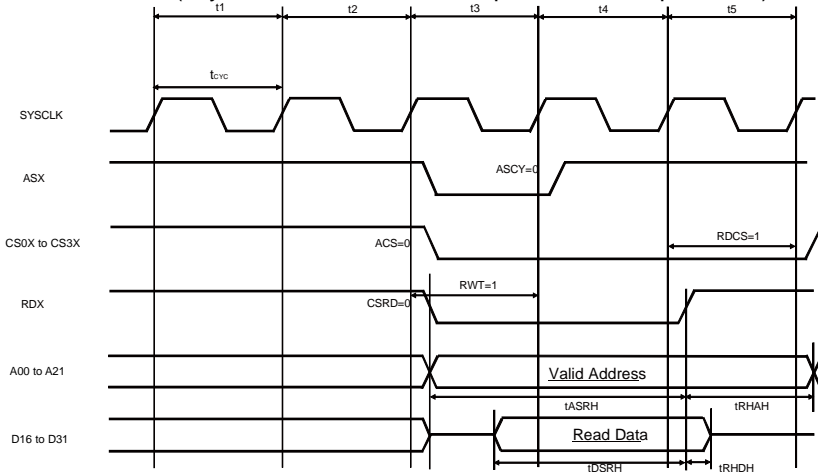 t1 t2 t3 t4 t5
tCYC
SYSCLK
ASX
ASCY=0
CS0X to CS3X
ACS=0
RDCS=1
RDX
CSRD=0
RWT=1
A00 to A21
Valid Address
tASRH
tRHAH
D16 to D31
Read Data
tDSRH
tRHDH